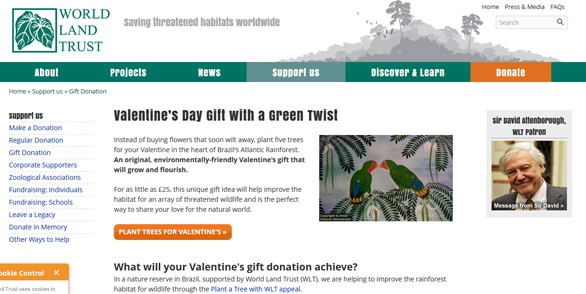 WORLD
LAND
TRUST
saving threatened habitats worldwide
Home Press & Media FAQs
Search
About Projects News Support us Discover & Learn Donate
Home » Support us » Gift Donation
Support us
Make a Donation
Regular Donation
Gift Donation
Corporate Supporters
Zoological Associations
Fundraising: Individuals
Fundraising: Schools
Leave a Legacy
Donate in Memory
Other Ways to Help
Valentine's Day Gift with a Green Twist
Instead of buying flowers that soon wilt away, plant five trees
for your Valentine in the heart of Brazil's Atlantic Rainforest.
An original, environmentally-friendly Valentine's gift that
will grow and flourish.
For as little as £25, this unique gift idea will help improve the
habitat for an array of threatened wildlife and is the perfect
way to share your love for the natural world.
PLANT TREES FOR VALENTINE'S »
What will your Valentine's gift donation achieve?
In a nature reserve in Brazil, supported by World Land Trust (WLT), we are helping to improve the rainforest
habitat for wildlife through the Plant a Tree with WLT appeal.
Sir David Attenborough,
WLT Patron
Message from Sir David »
ookie Control ×
nd Trust uses cookies to